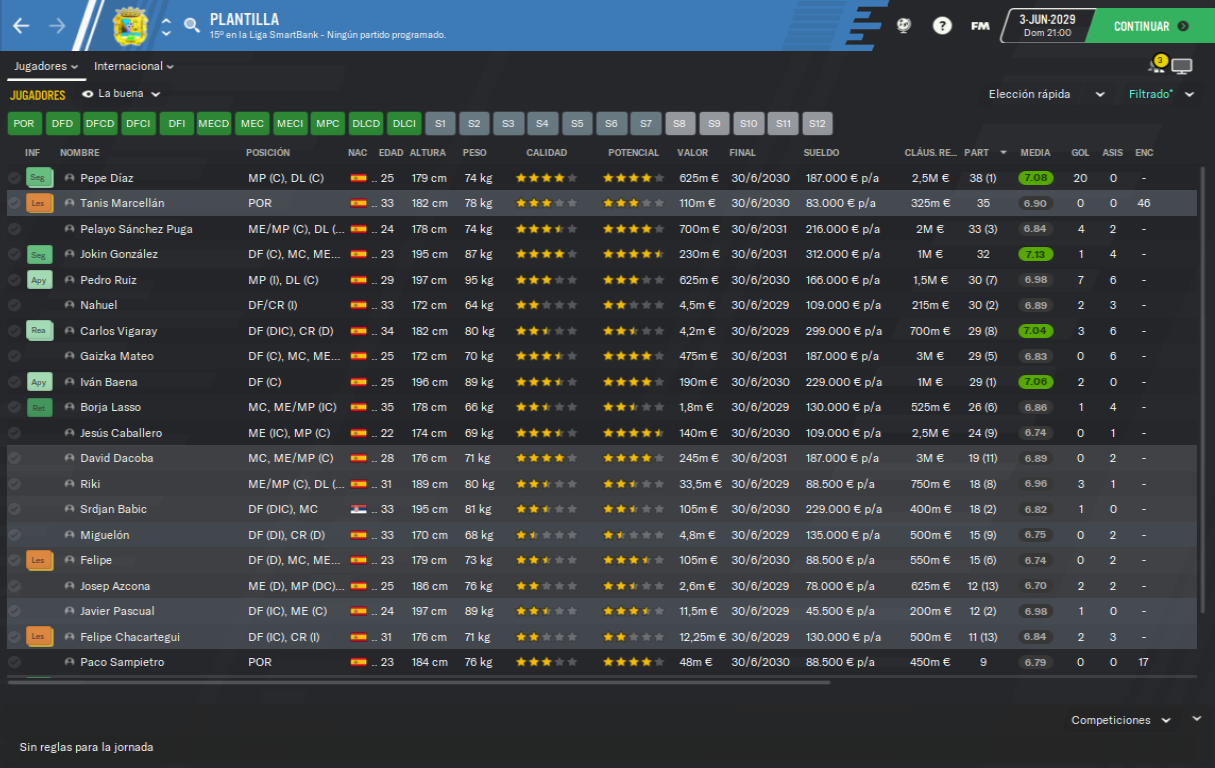 PLANTILLA
15º en la Liga SmartBank - Ningún partido programado.
? FM 3-JUN-2029 CONTINUAR
Dom 21:00
Jugadores Internacional 3
JUGADORES La buena Elección rápida Filtrado*
POR DFD DFCD DFCI DFI MECD MEC MECI MPC DLCD DLCI S1 S2 S3 S4 S5 S6 S7 S8 S9 S10 S11 S12
INF NOMBRE POSICIÓN NAC EDAD ALTURA PESO CALIDAD POTENCIAL VALOR FINAL SUELDO CLÁUS. RE... PART MEDIA GOL ASIS ENC
Seg Pepe Díaz MP (C), DL (C) .. 25 179 cm 74 kg 625m € 30/6/2030 187.000 € p/a 2,5M € 38 (1) 7.08 20 0 -
Les Tanis Marcellán POR .. 33 182 cm 78 kg 110m € 30/6/2030 83.000 € p/a 325m € 35 6.90 0 0 46
Pelayo Sánchez Puga ME/MP (C), DL (... .. 24 178 cm 74 kg 700m € 30/6/2031 216.000 € p/a 2M € 33 (3) 6.84 4 2 -
Seg Jokin González DF (C), MC, ME... .. 23 195 cm 87 kg 230m € 30/6/2031 312.000 € p/a 1M € 32 7.13 1 4 -
Apy Pedro Ruiz MP (I), DL (C) .. 29 197 cm 95 kg 625m € 30/6/2030 166.000 € p/a 1,5M € 30 (7) 6.98 7 6 -
Nahuel DF/CR (I) .. 33 172 cm 64 kg 4,5m € 30/6/2029 109.000 € p/a 215m € 30 (2) 6.89 2 3 -
Rea Carlos Vigaray DF (DIC), CR (D) .. 34 182 cm 80 kg 4,2m € 30/6/2029 299.000 € p/a 700m € 29 (8) 7.04 3 6 -
Gaizka Mateo DF (C), MC, ME... .. 25 172 cm 70 kg 475m € 30/6/2031 187.000 € p/a 3M € 29 (5) 6.83 0 6 -
Apy Iván Baena DF (C) .. 25 196 cm 89 kg 190m € 30/6/2030 229.000 € p/a 1M € 29 (1) 7.06 2 0 -
Ret Borja Lasso MC, ME/MP (IC) .. 35 178 cm 66 kg 1,8m € 30/6/2029 130.000 € p/a 525m € 26 (6) 6.86 1 4 -
Jesús Caballero ME (IC), MP (C) .. 22 174 cm 69 kg 140m € 30/6/2030 109.000 € p/a 2,5M € 24 (9) 6.74 0 1 -
David Dacoba MC, ME/MP (C) .. 28 176 cm 71 kg 245m € 30/6/2031 187.000 € p/a 3M € 19 (11) 6.89 0 2 -
Riki ME/MP (C), DL (... .. 31 189 cm 80 kg 33,5m € 30/6/2029 88.500 € p/a 750m € 18 (8) 6.96 3 1 -
Srdjan Babic DF (DIC), MC .. 33 195 cm 81 kg 105m € 30/6/2030 229.000 € p/a 400m € 18 (2) 6.82 1 0 -
Miguelón DF (DI), CR (D) .. 33 170 cm 68 kg 4,8m € 30/6/2029 135.000 € p/a 500m € 15 (9) 6.75 0 2 -
Les Felipe DF (D), MC, ME... .. 23 179 cm 73 kg 105m € 30/6/2029 88.500 € p/a 550m € 15 (6) 6.74 0 2 -
Josep Azcona ME (D), MP (DC)... .. 25 186 cm 76 kg 2,6m € 30/6/2029 78.000 € p/a 625m € 12 (13) 6.70 2 2 -
Javier Pascual DF (IC), ME (C) .. 24 197 cm 89 kg 11,5m € 30/6/2029 45.500 € p/a 200m € 12 (2) 6.98 1 0 -
Les Felipe Chacartegui DF (IC), CR (I) .. 31 176 cm 71 kg 12,25m € 30/6/2029 130.000 € p/a 500m € 11 (13) 6.84 2 3 -
Paco Sampietro POR .. 23 184 cm 76 kg 48m € 30/6/2030 88.500 € p/a 450m € 9 6.79 0 0 17
Competiciones
Sin reglas para la jornada